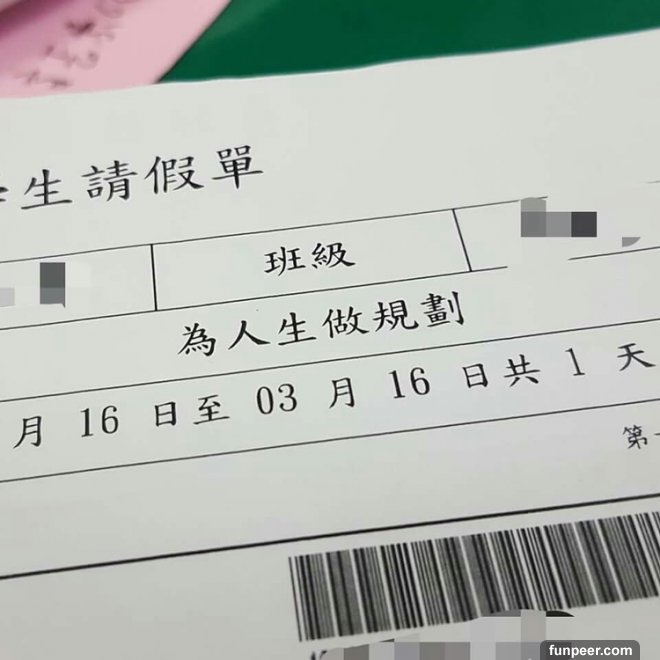 生請假單
班級
為人生做規劃
月 16 日至 03 月 16 日共 1 天
第
funpeer.com